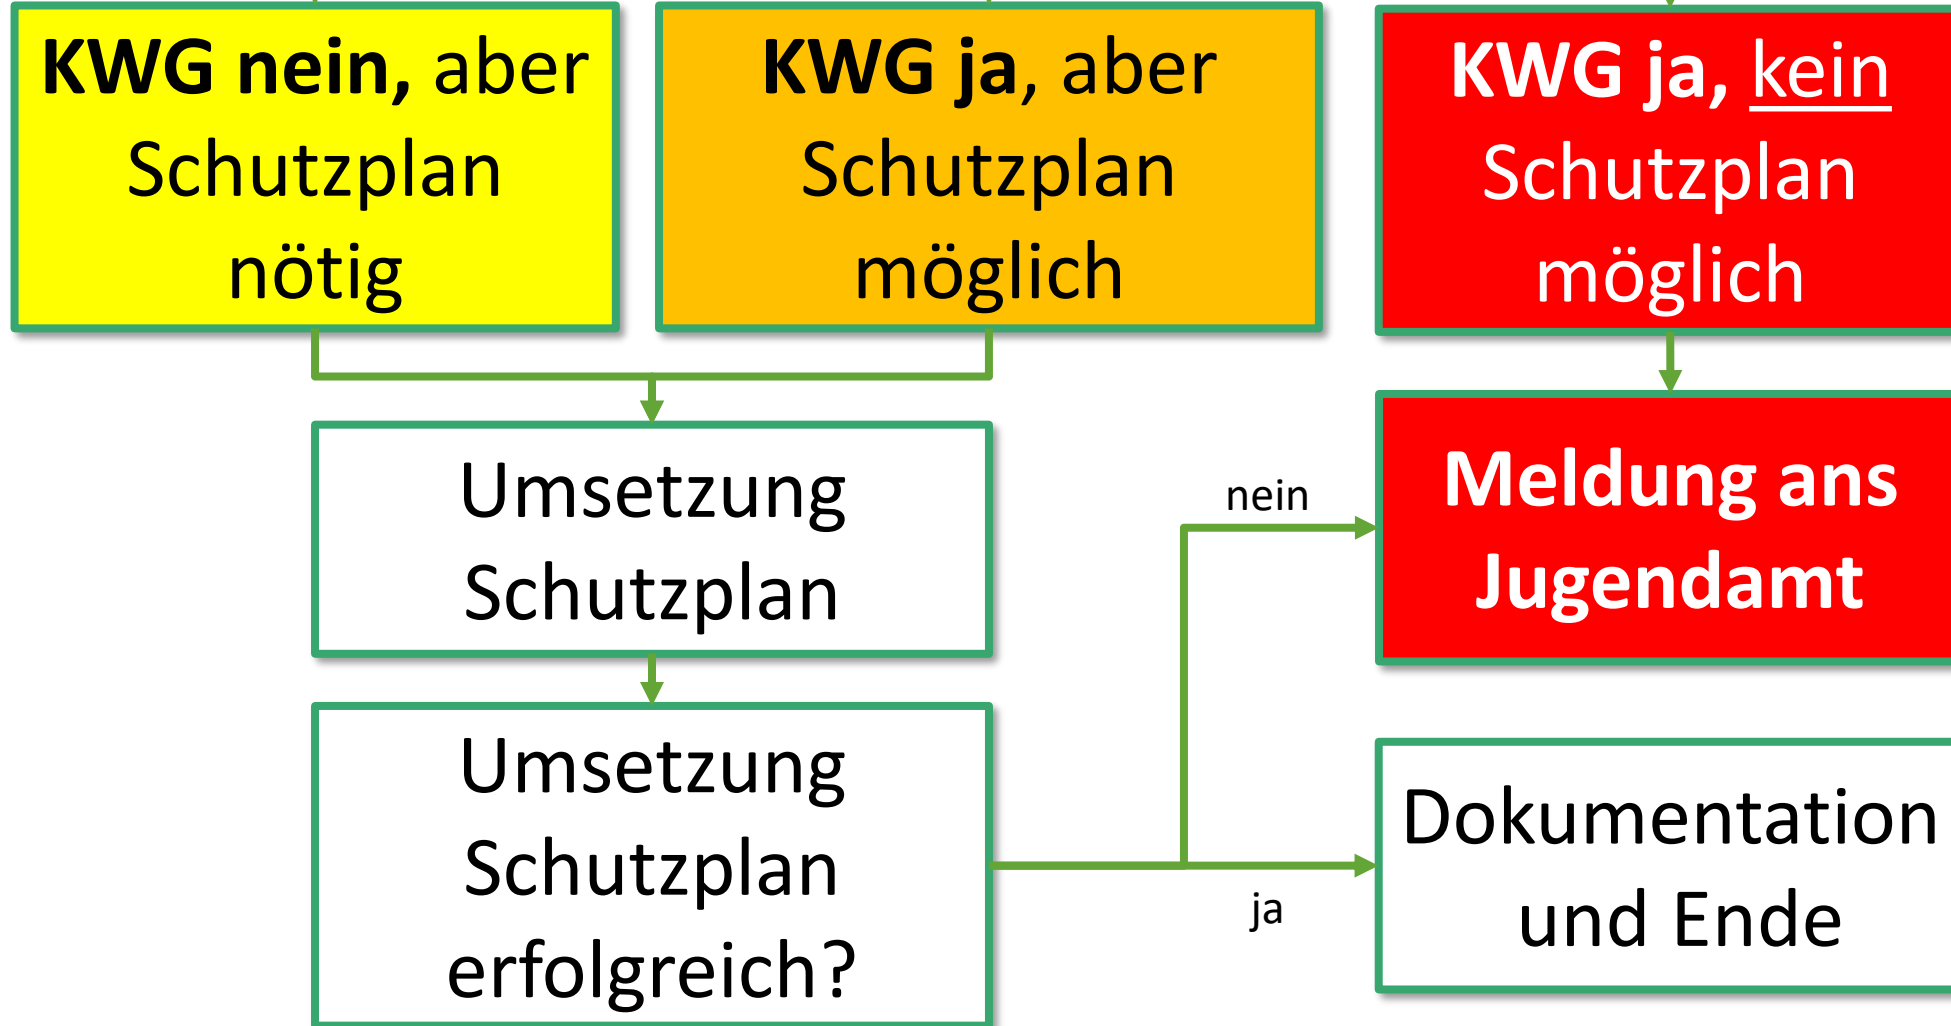 KWG nein, aber
Schutzplan
nötig
KWG ja, aber
Schutzplan
möglich
KWG ja, kein
Schutzplan
möglich
Umsetzung
Schutzplan
nein
Meldung ans
Jugendamt
Umsetzung
Schutzplan
erfolgreich?
ja
Dokumentation
und Ende